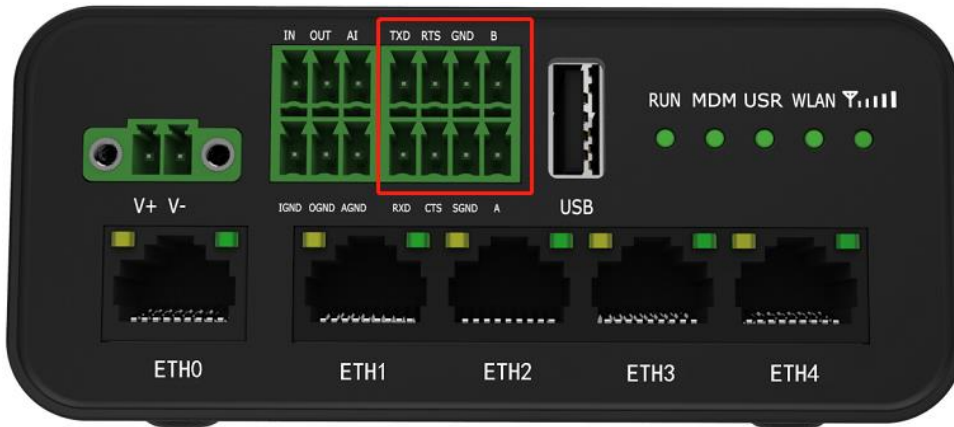 IN OUT AI TXD RTS GND B
RUN MDM USR WLAN
V+ V-
IGND OGND AGND RXD CTS SGND A
USB
ETH0 ETH1 ETH2 ETH3 ETH4